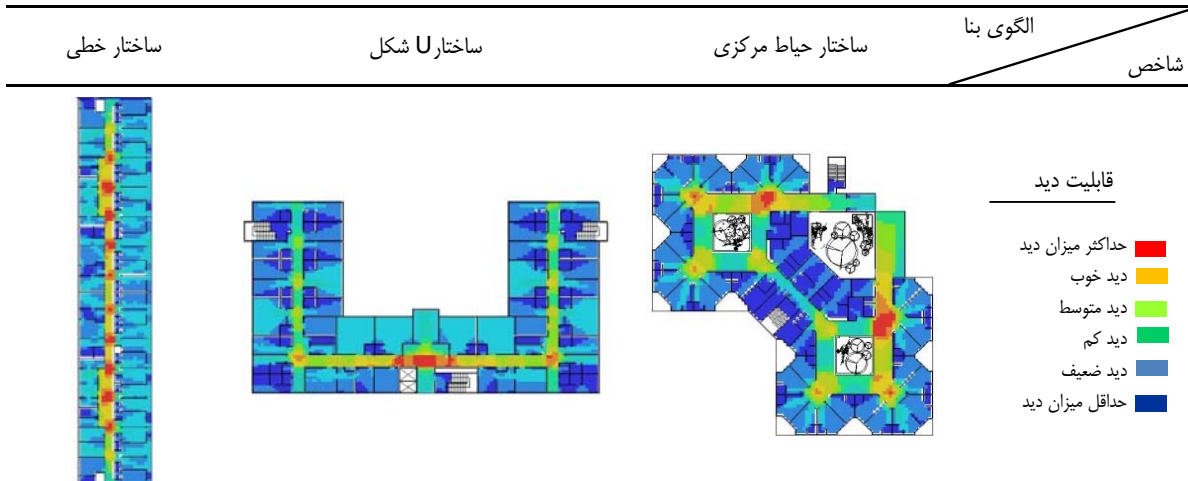 الگوی بنا
شاخص
ساختار حیاط مرکزی
ساختار U شکل
ساختار خطی
قابلیت دید
حداکثر میزان دید
دید خوب
دید متوسط
دید کم
دید ضعیف
حداقل میزان دید